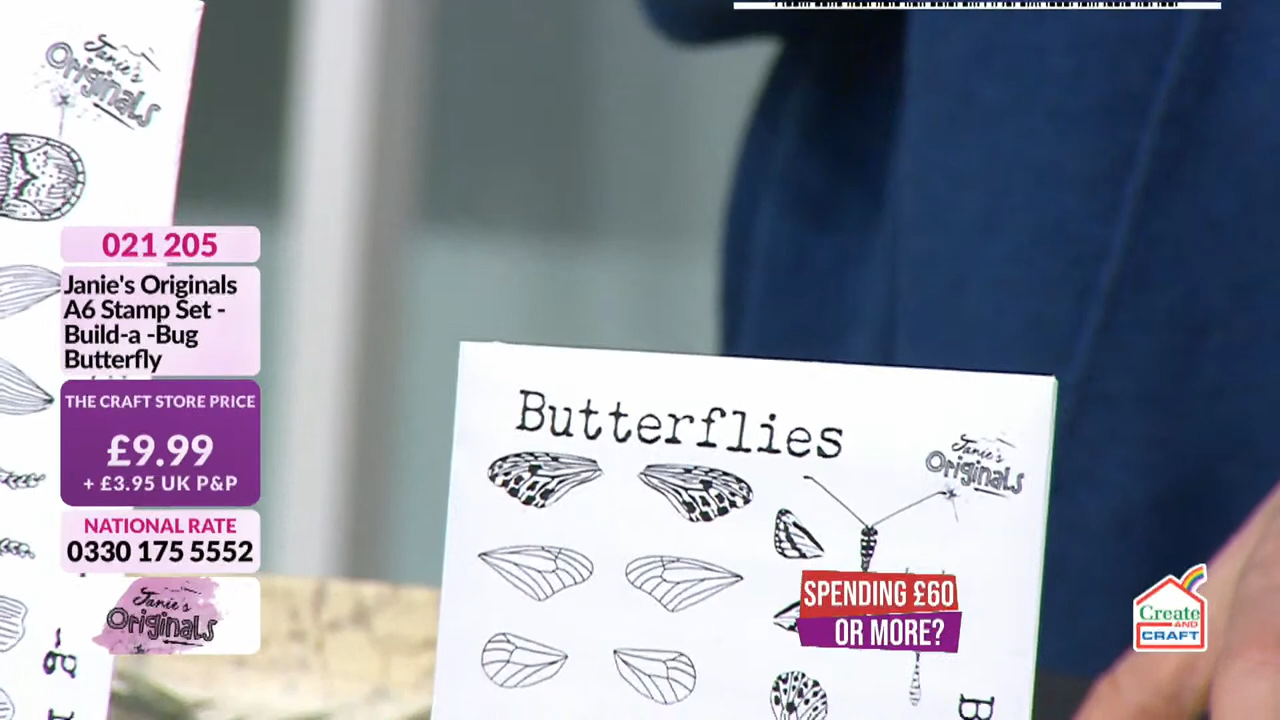 Janie's
Originals
021 205
Janie's Originals
A6 Stamp Set -
Build-a -Bug
Butterfly
THE CRAFT STORE PRICE
£9.99
+ £3.95 UK P&P
NATIONAL RATE
0330 175 5552
Janie's
Originals
Butterflies
Janie's
Originals
SPENDING £60
OR MORE?
Create
AND
CRAFT
B